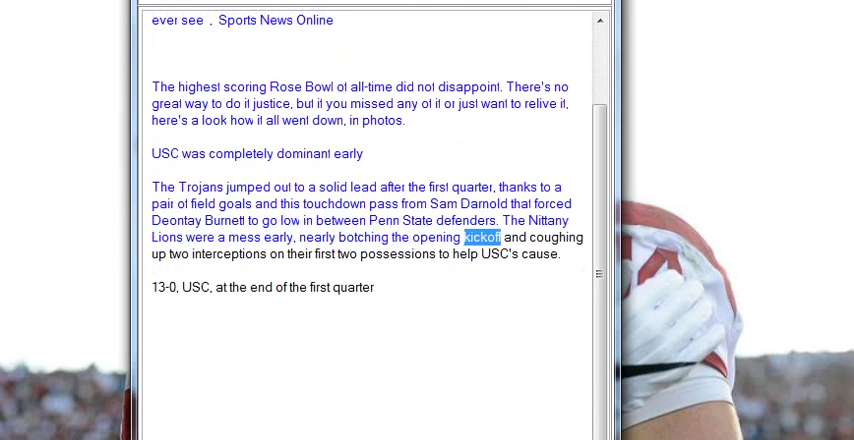 ever see , Sports News Online
The highest scoring Rose Bowl of all-time did not disappoint. There's no
great way to do it justice, but if you missed any of it or just want to relive it,
here's a look how it all went down, in photos.
USC was completely dominant early
The Trojans jumped out to a solid lead after the first quarter, thanks to a
pair of field goals and this touchdown pass from Sam Darnold that forced
Deontay Burnett to go low in between Penn State defenders. The Nittany
Lions were a mess early, nearly botching the opening kickoff and coughing
up two interceptions on their first two possessions to help USC's cause.
13-0, USC, at the end of the first quarter